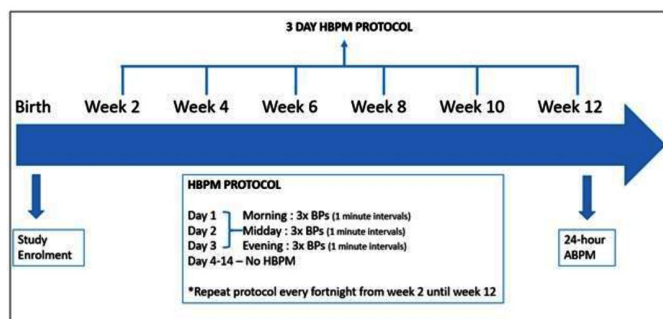 3 DAY HBPM PROTOCOL
Birth Week 2 Week 4 Week 6 Week 8 Week 10 Week 12
HBPM PROTOCOL
Day 1 Morning : 3x BPs (1 minute intervals)
Day 2 Midday : 3x BPs (1 minute intervals)
Day 3 Evening : 3x BPs (1 minute intervals)
Day 4-14 – No HBPM
*Repeat protocol every fortnight from week 2 until week 12
Study
Enrolment
24-hour
ABPM